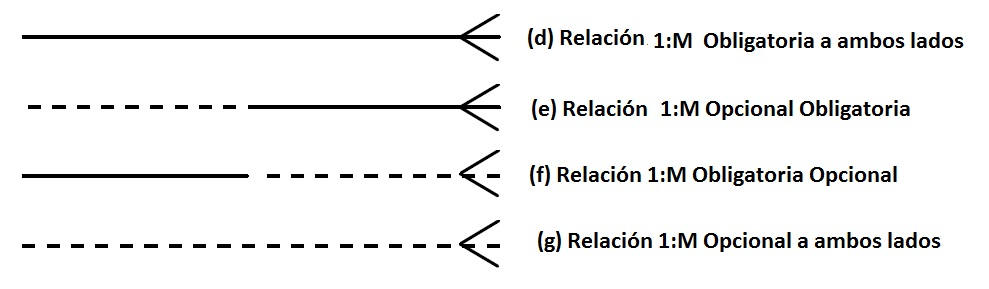 (d) Relación 1:M Obligatoria a ambos lados
(e) Relación 1:M Opcional Obligatoria
(f) Relación 1:M Obligatoria Opcional
(g) Relación 1:M Opcional a ambos lados